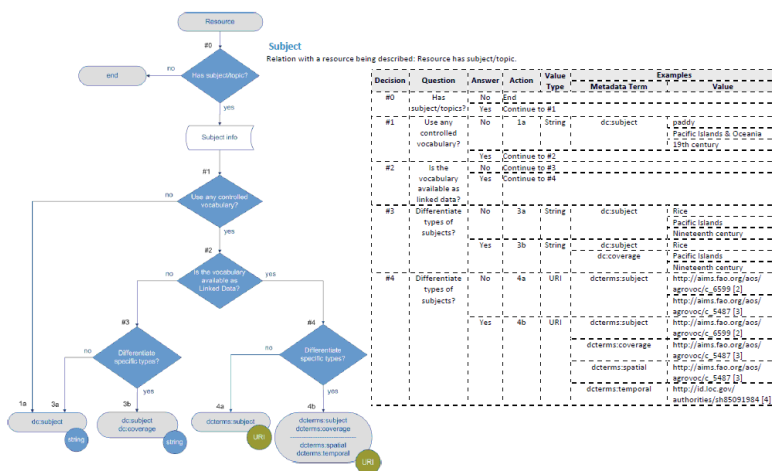 Resource
#0
Has subject/topic?
no
end
yes
Subject info
#1
Use any controlled
vocabulary?
no
yes
#2
Is the vocabulary
available as
Linked Data?
no
yes
#3
Differentiate
specific types?
no
yes
#4
Differentiate
specific types?
no
yes
1a
3a
3b
4a
4b
dc:subject
string
dc:subject
dc:coverage
string
dcterms:subject
URI
dcterms:subject
dcterms:coverage
dcterms:spatial
dcterms:temporal
URI
Subject
Relation with a resource being described: Resource has subject/topic.
Decision Question Answer Action Value Type Examples
Metadata Term Value
#0 Has subject/topics? No End
Yes Continue to #1
#1 Use any controlled vocabulary? No 1a String dc:subject paddy
Pacific Islands & Oceania
19th century
Yes Continue to #2
#2 Is the vocabulary available as linked data? No Continue to #3
Yes Continue to #4
#3 Differentiate types of subjects? No 3a String dc:subject Rice
Pacific Islands
Nineteenth century
Yes 3b String dc:subject Rice
dc:coverage Pacific Islands
Nineteenth century
#4 Differentiate types of subjects? No 4a URI dcterms:subject http://aims.fao.org/aos/agrovoc/c_6599 [2]
http://aims.fao.org/aos/agrovoc/c_5487 [3]
Yes 4b URI dcterms:subject http://aims.fao.org/aos/agrovoc/c_6599 [2]
dcterms:coverage http://aims.fao.org/aos/agrovoc/c_5487 [3]
dcterms:spatial http://aims.fao.org/aos/agrovoc/c_5487 [3]
dcterms:temporal http://id.loc.gov/authorities/sh85091984 [4]